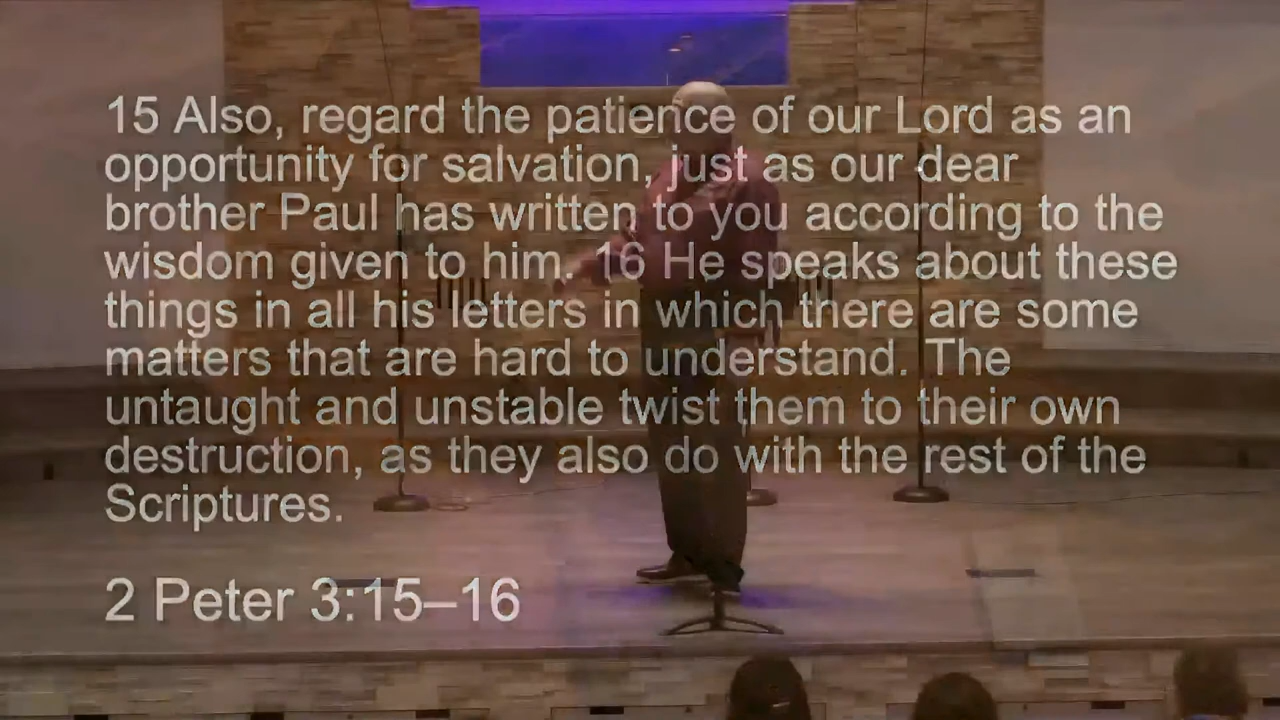 15 Also, regard the patience of our Lord as an
opportunity for salvation, just as our dear
brother Paul has written to you according to the
wisdom given to him. 16 He speaks about these
things in all his letters in which there are some
matters that are hard to understand. The
untaught and unstable twist them to their own
destruction, as they also do with the rest of the
Scriptures.
2 Peter 3:15–16